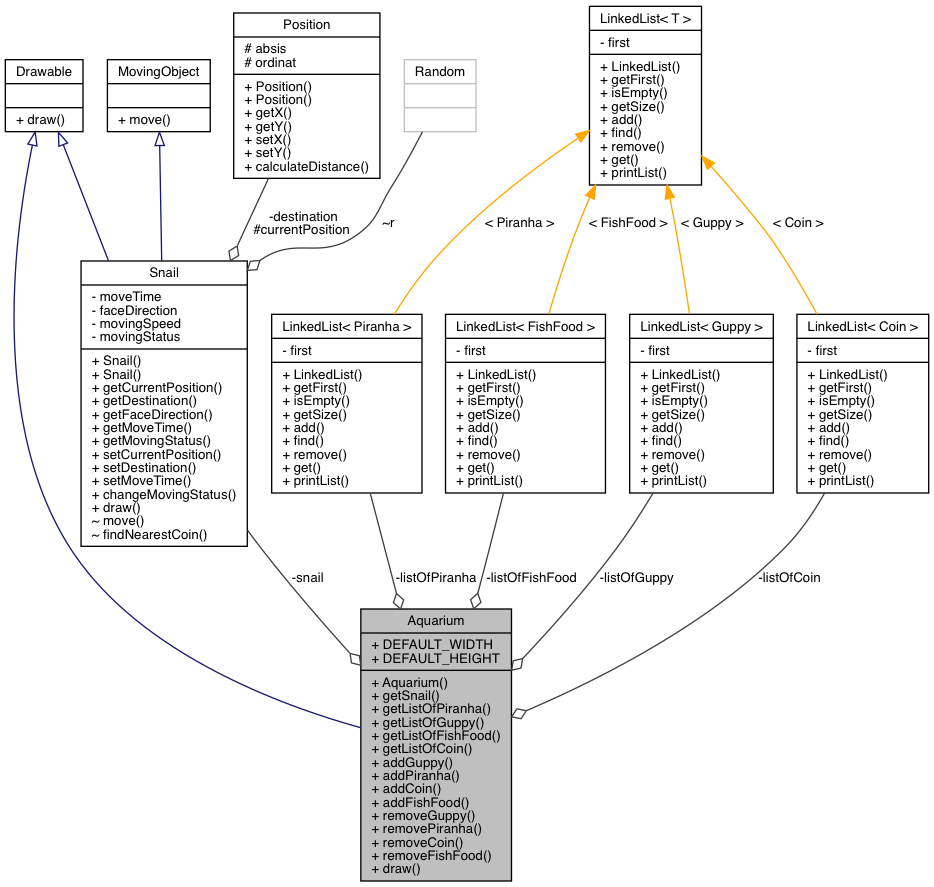 Drawable
+ draw()
MovingObject
+ move()
Position
# absis
# ordinat
+ Position()
+ Position()
+ getX()
+ getY()
+ setX()
+ setY()
+ calculateDistance()
Random
LinkedList< T >
- first
+ LinkedList()
+ getFirst()
+ isEmpty()
+ getSize()
+ add()
+ find()
+ remove()
+ get()
+ printList()
-destination
#currentPosition
~r
< Piranha >
< FishFood >
< Guppy >
< Coin >
Snail
- moveTime
- faceDirection
- movingSpeed
- movingStatus
+ Snail()
+ Snail()
+ getCurrentPosition()
+ getDestination()
+ getFaceDirection()
+ getMoveTime()
+ getMovingStatus()
+ setCurrentPosition()
+ setDestination()
+ setMoveTime()
+ changeMovingStatus()
+ draw()
~ move()
~ findNearestCoin()
LinkedList< Piranha >
- first
+ LinkedList()
+ getFirst()
+ isEmpty()
+ getSize()
+ add()
+ find()
+ remove()
+ get()
+ printList()
LinkedList< FishFood >
- first
+ LinkedList()
+ getFirst()
+ isEmpty()
+ getSize()
+ add()
+ find()
+ remove()
+ get()
+ printList()
LinkedList< Guppy >
- first
+ LinkedList()
+ getFirst()
+ isEmpty()
+ getSize()
+ add()
+ find()
+ remove()
+ get()
+ printList()
LinkedList< Coin >
- first
+ LinkedList()
+ getFirst()
+ isEmpty()
+ getSize()
+ add()
+ find()
+ remove()
+ get()
+ printList()
-snail
-listOfPiranha
-listOfFishFood
-listOfGuppy
-listOfCoin
Aquarium
+ DEFAULT_WIDTH
+ DEFAULT_HEIGHT
+ Aquarium()
+ getSnail()
+ getListOfPiranha()
+ getListOfGuppy()
+ getListOfFishFood()
+ getListOfCoin()
+ addGuppy()
+ addPiranha()
+ addCoin()
+ addFishFood()
+ removeGuppy()
+ removePiranha()
+ removeCoin()
+ removeFishFood()
+ draw()